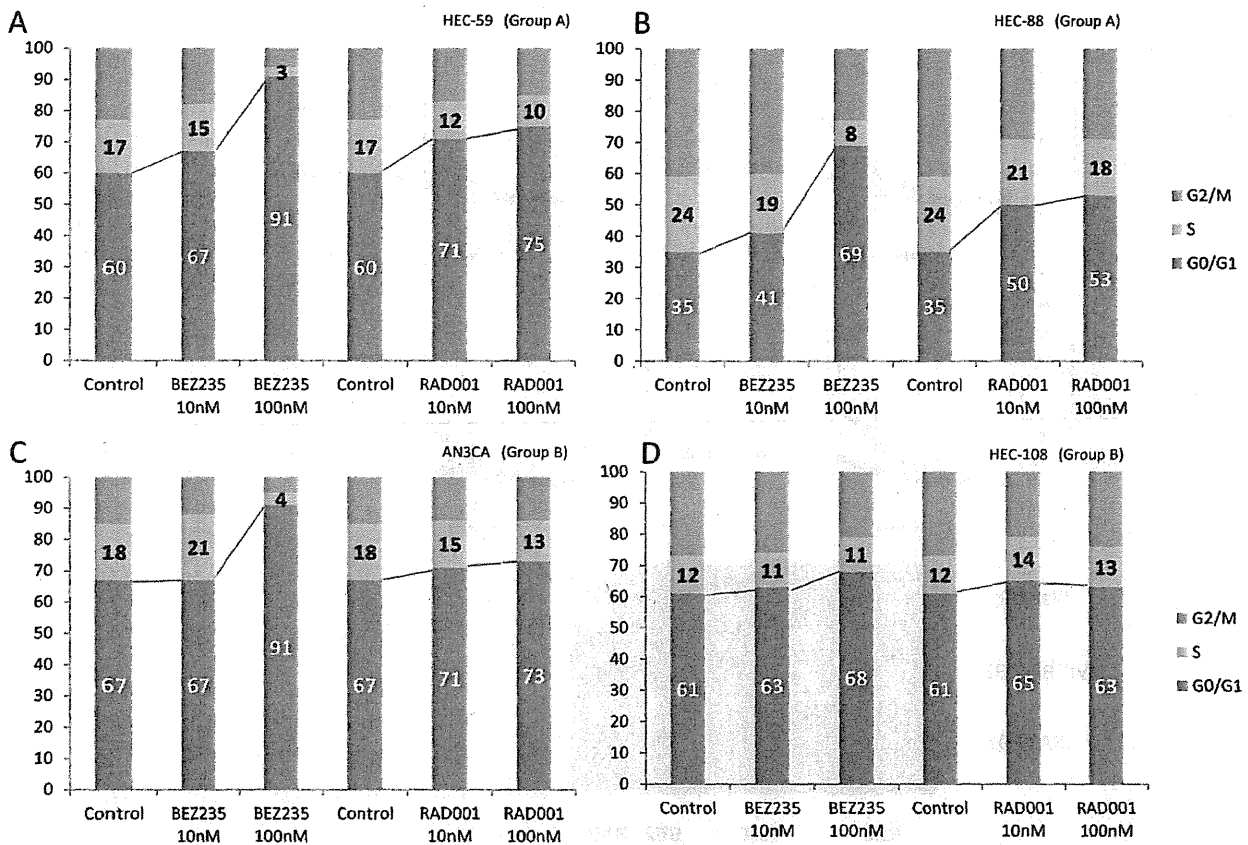 A
HEC-59 (Group A)
100
90
80
70
60
50
40
30
20
10
0
17
15
3
17
12
10
60
67
91
60
71
75
Control
BEZ235
10nM
BEZ235
100nM
Control
RAD001
10nM
RAD001
100nM
B
HEC-88 (Group A)
100
90
80
70
60
50
40
30
20
10
0
24
19
8
24
21
18
35
41
69
35
50
53
Control
BEZ235
10nM
BEZ235
100nM
Control
RAD001
10nM
RAD001
100nM
G2/M
S
G0/G1
C
AN3CA (Group B)
100
90
80
70
60
50
40
30
20
10
0
18
21
4
18
15
13
67
67
91
67
71
73
Control
BEZ235
10nM
BEZ235
100nM
Control
RAD001
10nM
RAD001
100nM
D
HEC-108 (Group B)
100
90
80
70
60
50
40
30
20
10
0
12
11
11
12
14
13
61
63
68
61
65
63
Control
BEZ235
10nM
BEZ235
100nM
Control
RAD001
10nM
RAD001
100nM
G2/M
S
G0/G1